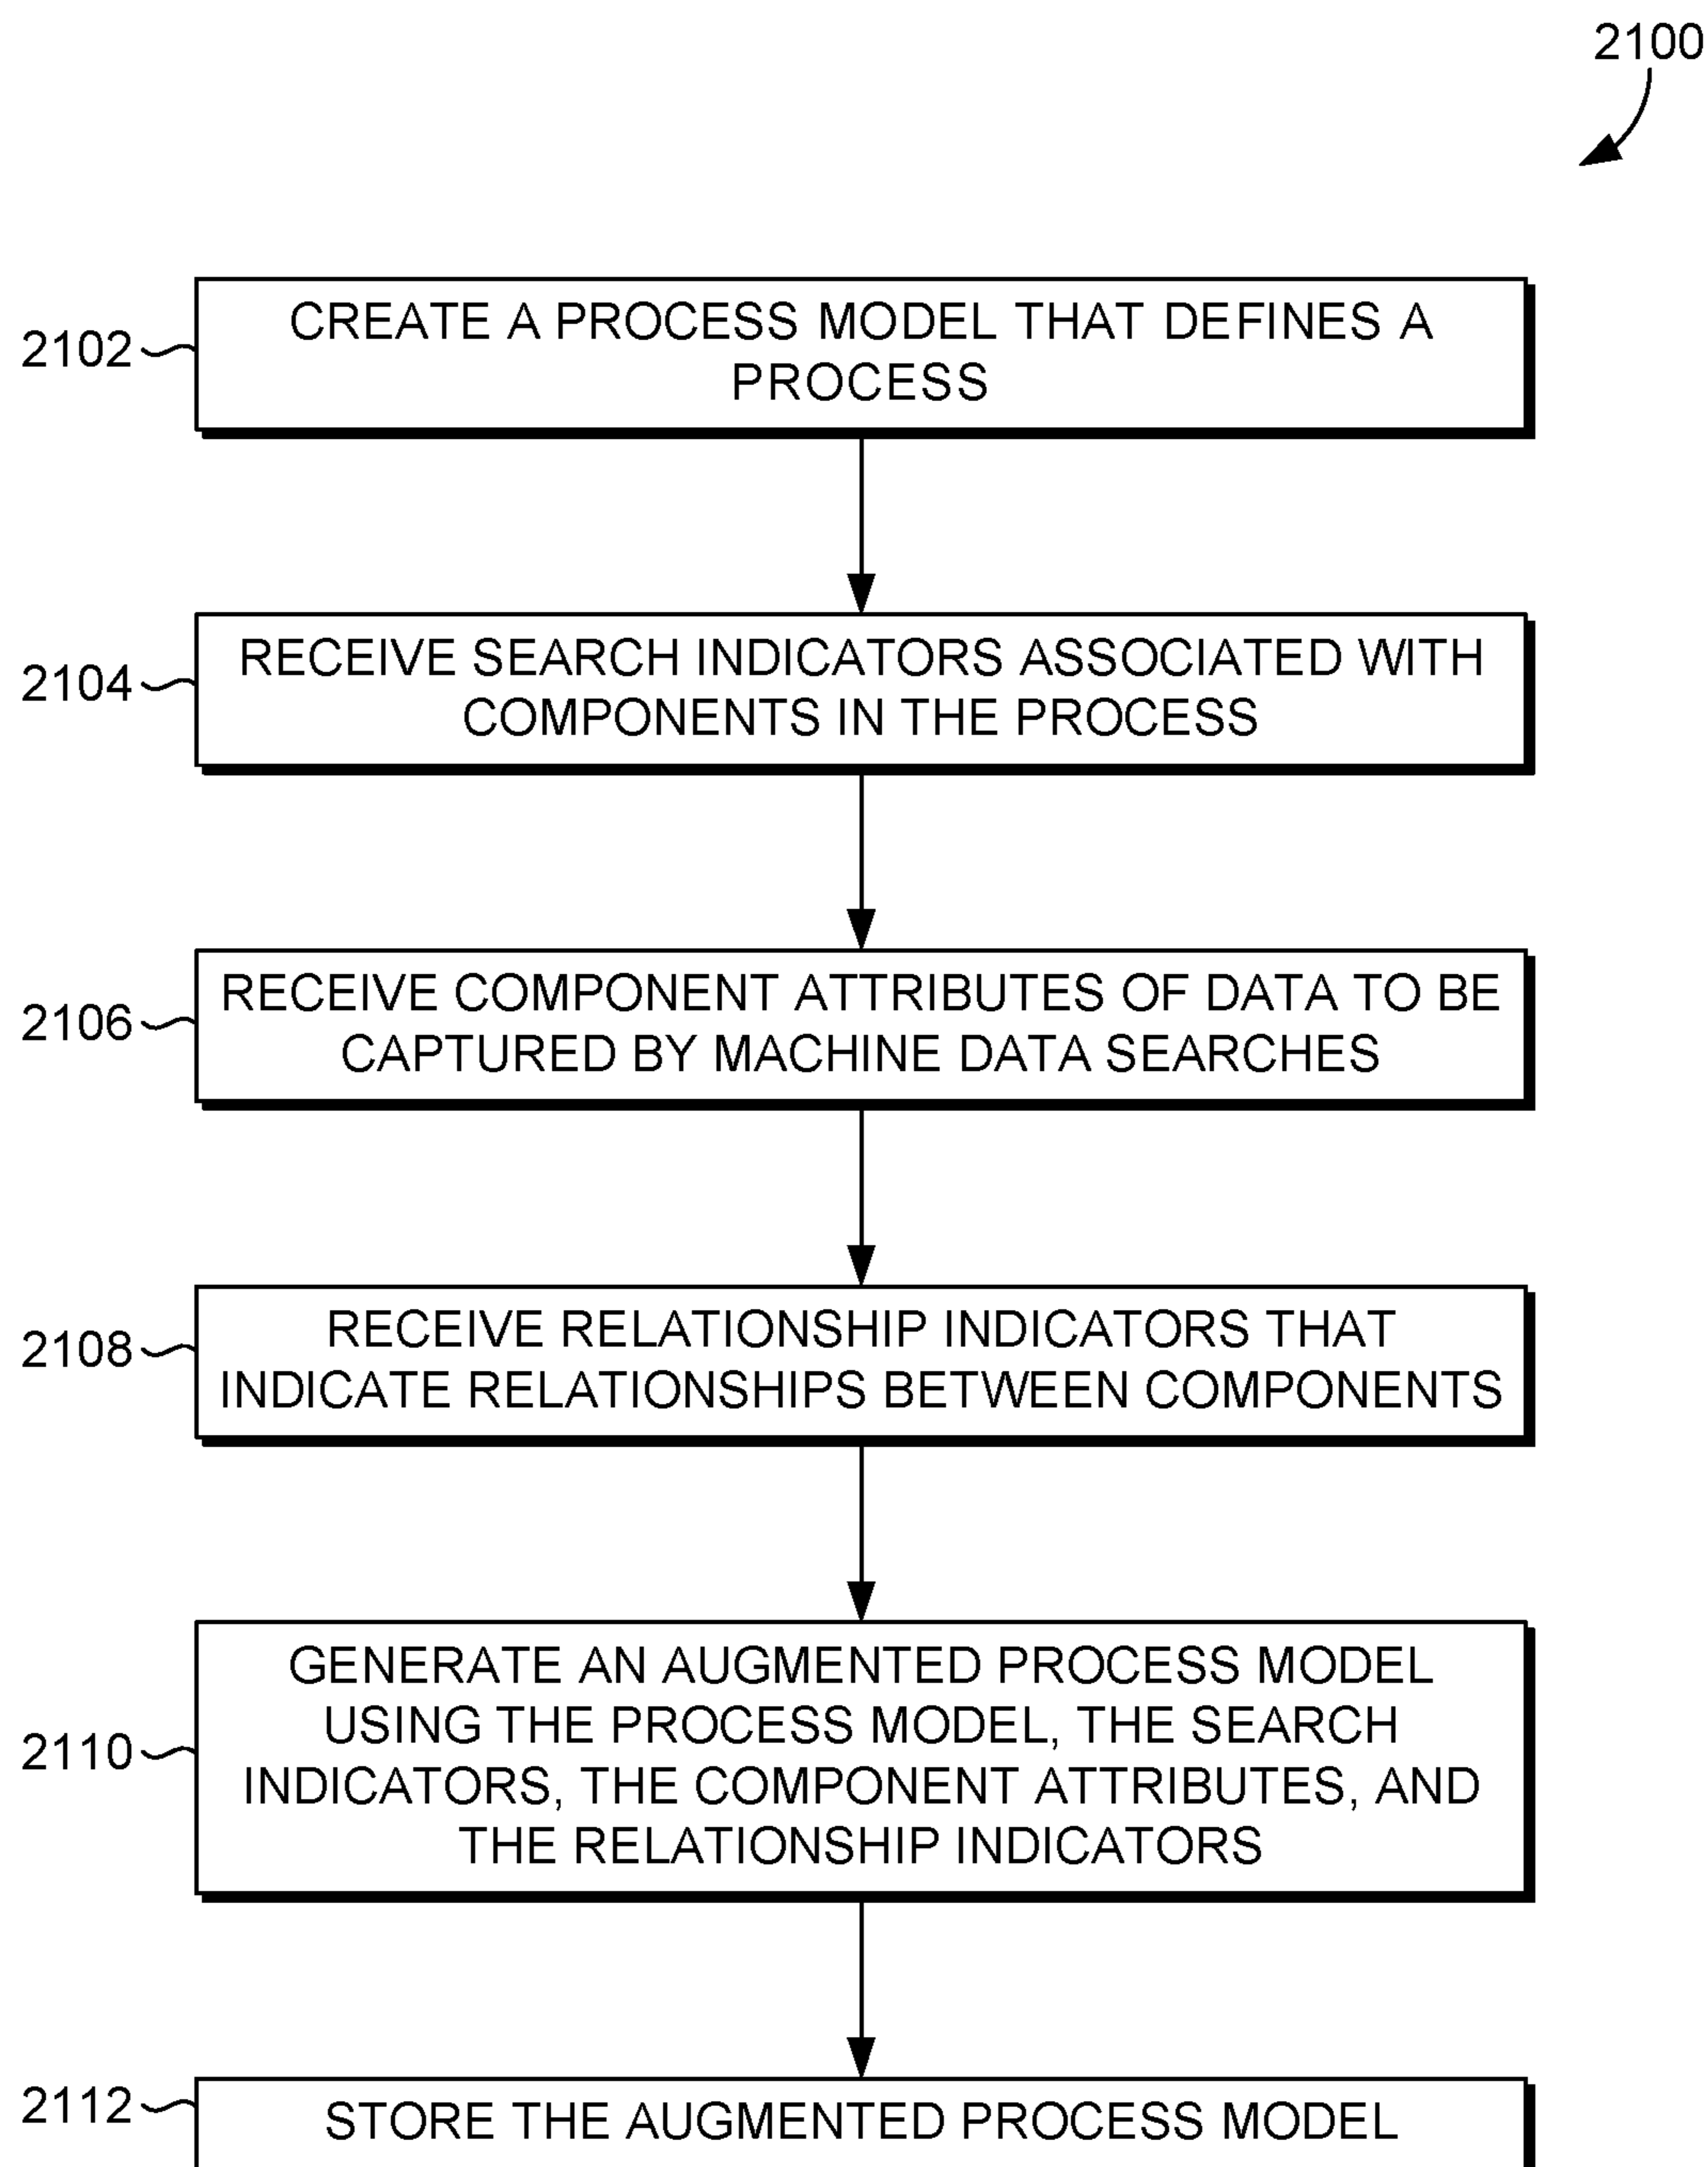 2100
2102
CREATE A PROCESS MODEL THAT DEFINES A
PROCESS
2104
RECEIVE SEARCH INDICATORS ASSOCIATED WITH
COMPONENTS IN THE PROCESS
2106
RECEIVE COMPONENT ATTRIBUTES OF DATA TO BE
CAPTURED BY MACHINE DATA SEARCHES
2108
RECEIVE RELATIONSHIP INDICATORS THAT
INDICATE RELATIONSHIPS BETWEEN COMPONENTS
2110
GENERATE AN AUGMENTED PROCESS MODEL
USING THE PROCESS MODEL, THE SEARCH
INDICATORS, THE COMPONENT ATTRIBUTES, AND
THE RELATIONSHIP INDICATORS
2112
STORE THE AUGMENTED PROCESS MODEL